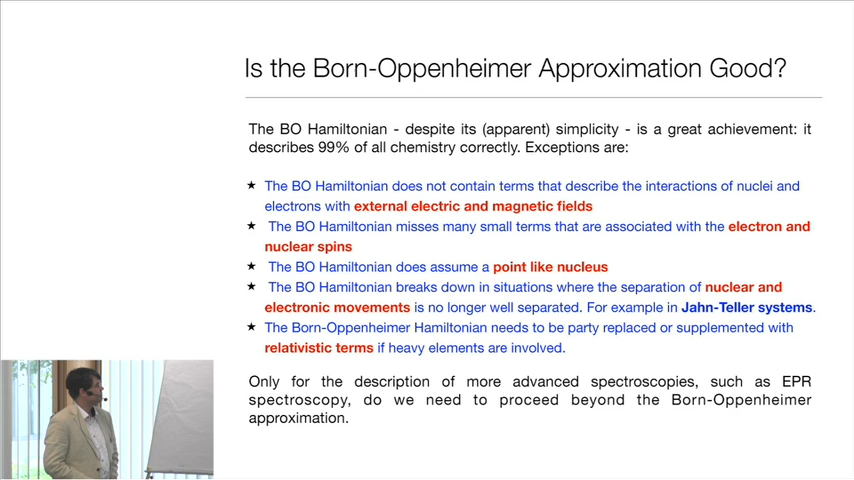 Is the Born-Oppenheimer Approximation Good?
The BO Hamiltonian - despite its (apparent) simplicity - is a great achievement: it
describes 99% of all chemistry correctly. Exceptions are:
★ The BO Hamiltonian does not contain terms that describe the interactions of nuclei and
electrons with external electric and magnetic fields
★ The BO Hamiltonian misses many small terms that are associated with the electron and
nuclear spins
★ The BO Hamiltonian does assume a point like nucleus
★ The BO Hamiltonian breaks down in situations where the separation of nuclear and
electronic movements is no longer well separated. For example in Jahn-Teller systems.
★ The Born-Oppenheimer Hamiltonian needs to be party replaced or supplemented with
relativistic terms if heavy elements are involved.
Only for the description of more advanced spectroscopies, such as EPR
spectroscopy, do we need to proceed beyond the Born-Oppenheimer
approximation.